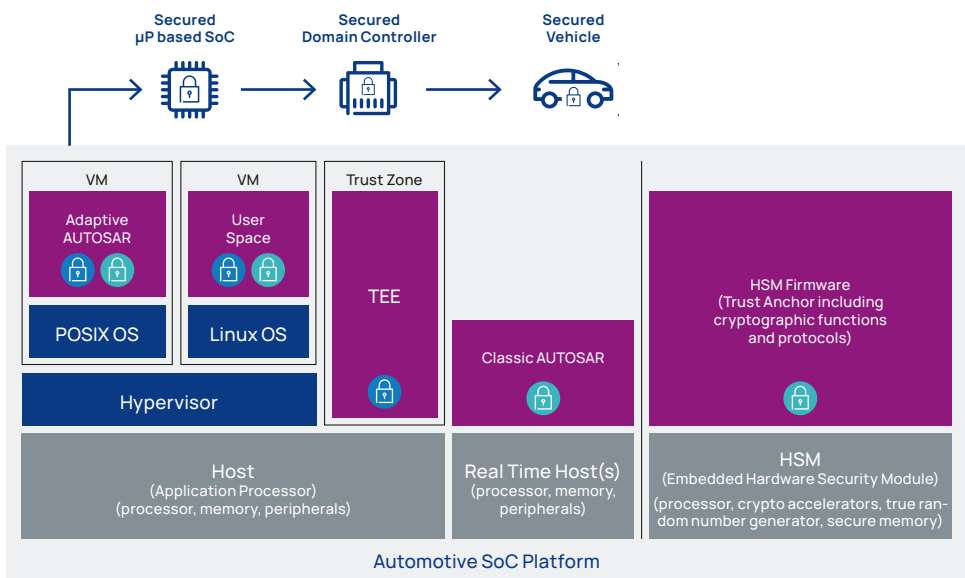 Secured
µP based SoC
Secured
Domain Controller
Secured
Vehicle
VM
Adaptive
AUTOSAR
POSIX OS
VM
User
Space
Linux OS
Hypervisor
Trust Zone
TEE
Classic AUTOSAR
HSM Firmware
(Trust Anchor including
cryptographic functions
and protocols)
Host
(Application Processor)
(processor, memory, peripherals)
Real Time Host(s)
(processor, memory,
peripherals)
HSM
(Embedded Hardware Security Module)
(processor, crypto accelerators, true ran-
dom number generator, secure memory)
Automotive SoC Platform